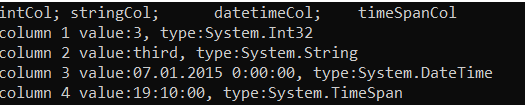 intCol; stringCol;      datetimeCol;    timeSpanCol
column 1 value:3, type:System.Int32
column 2 value:third, type:System.String
column 3 value:07.01.2015 0:00:00, type:System.DateTime
column 4 value:19:10:00, type:System.TimeSpan